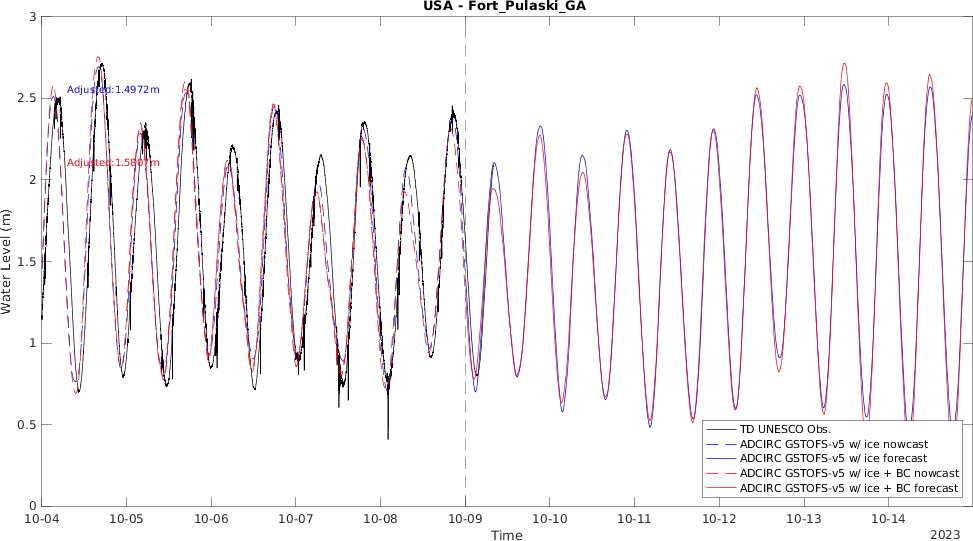 USA - Fort_Pulaski_GA
3
2.5
2
1.5
1
0.5
0
Water Level (m)
Adjusted:1.4972m
Adjusted:1.5807m
TD UNESCO Obs.
ADCIRC GSTOFS-v5 w/ ice nowcast
ADCIRC GSTOFS-v5 w/ ice forecast
ADCIRC GSTOFS-v5 w/ ice + BC nowcast
ADCIRC GSTOFS-v5 w/ ice + BC forecast
10-04 10-05 10-06 10-07 10-08 10-09 10-10 10-11 10-12 10-13 10-14
Time
2023